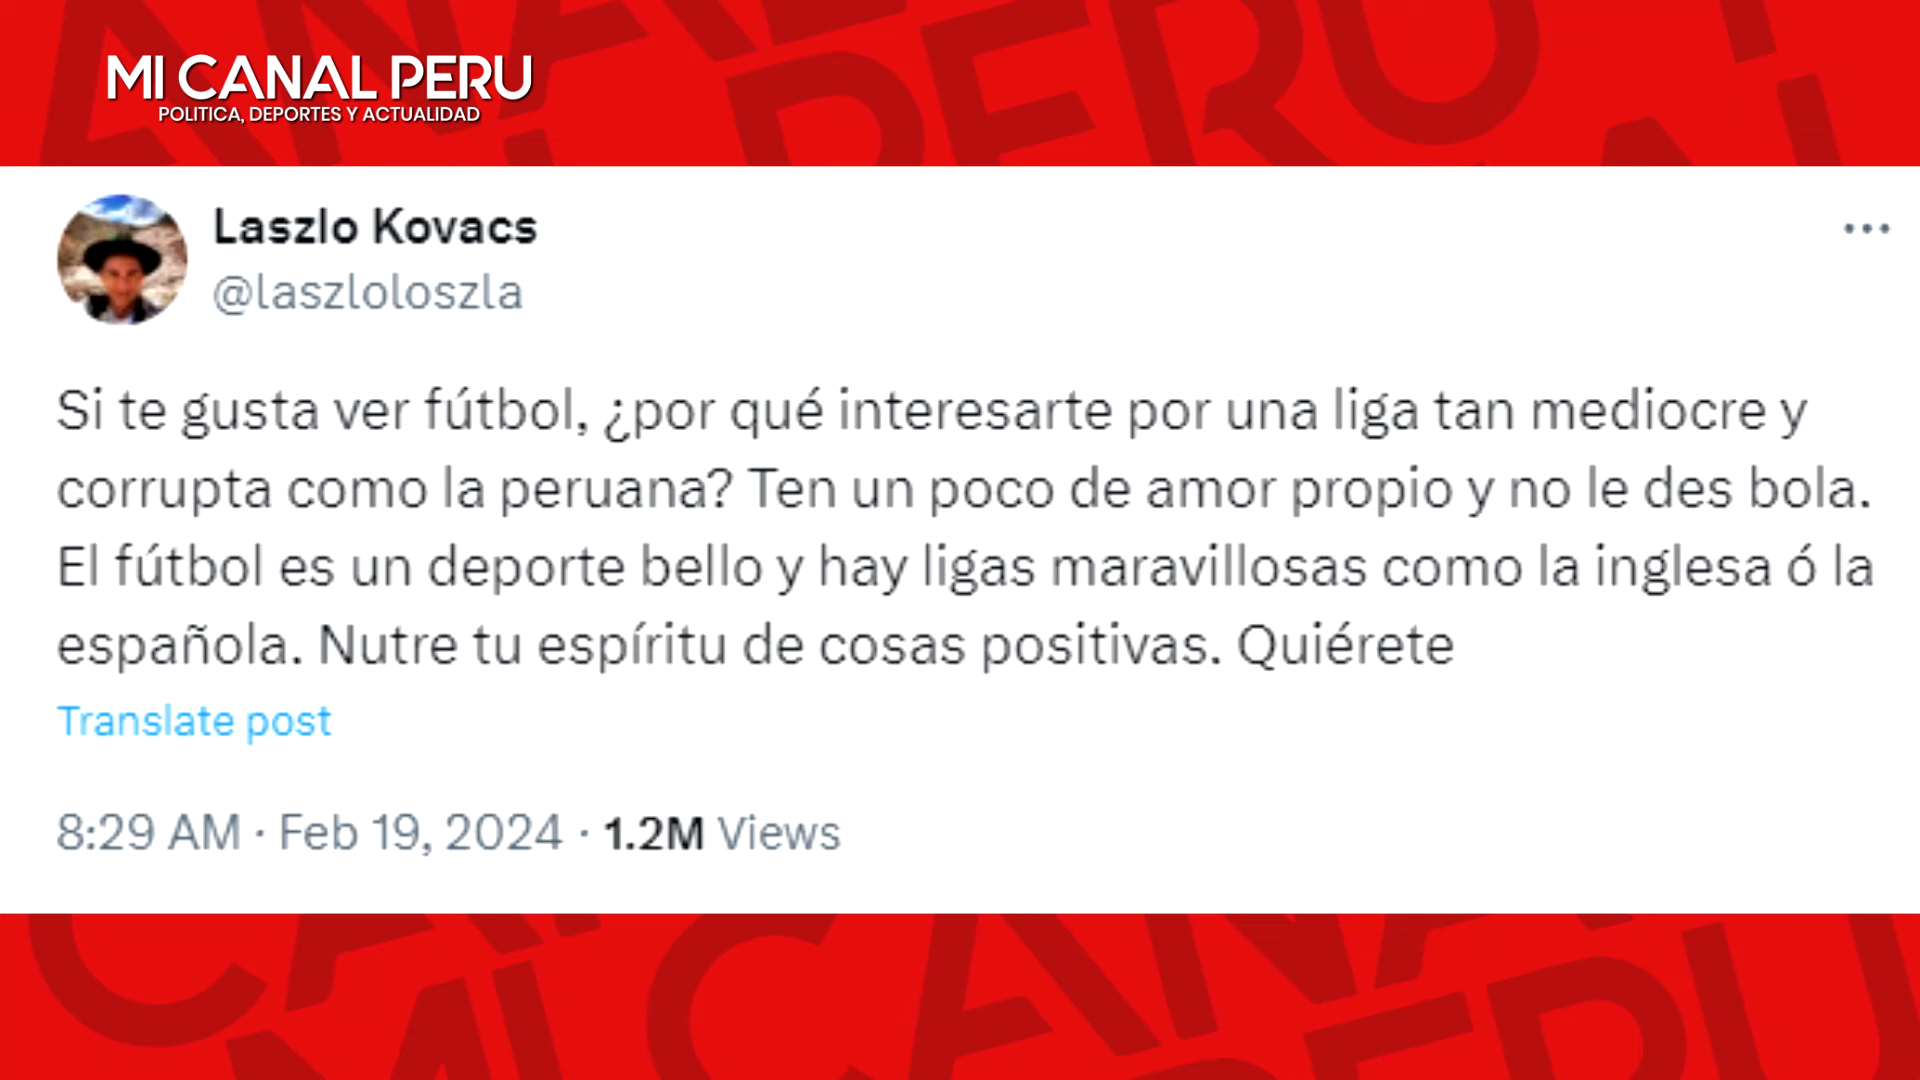 MI CANAL PERU
POLITICA, DEPORTES Y ACTUALIDAD
Laszlo Kovacs
@laszloloszla
Si te gusta ver fútbol, ¿por qué interesarte por una liga tan mediocre y
corrupta como la peruana? Ten un poco de amor propio y no le des bola.
El fútbol es un deporte bello y hay ligas maravillosas como la inglesa ó la
española. Nutre tu espíritu de cosas positivas. Quiérete
Translate post
8:29 AM · Feb 19, 2024 · 1.2M Views